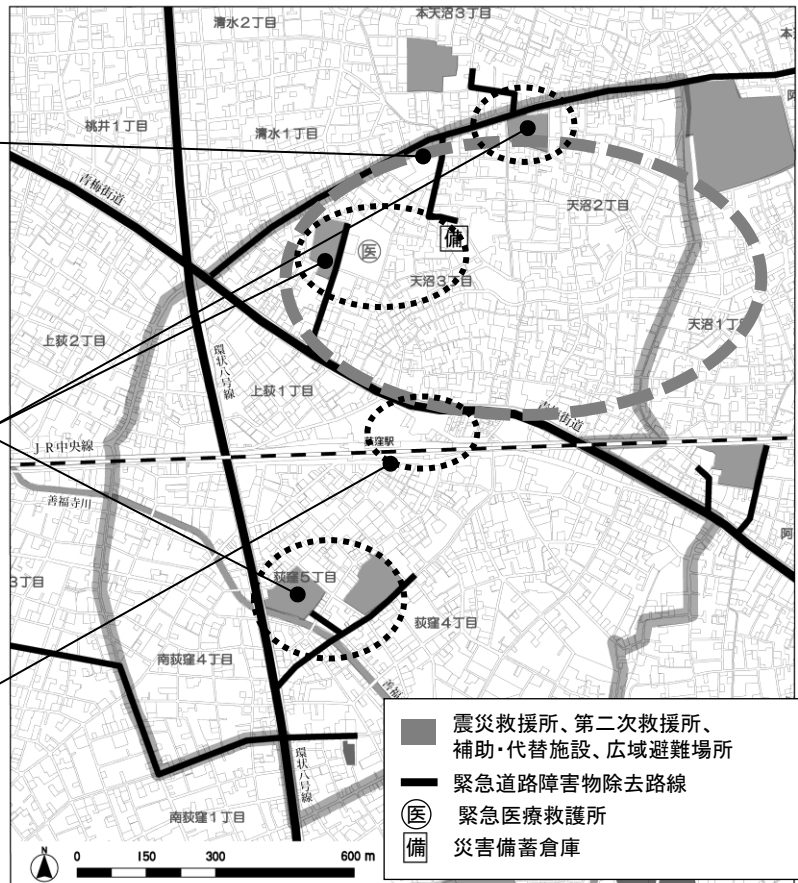 清水2丁目
本天沼3丁目
本
桃井1丁目
清水1丁目
阿
青梅街道
天沼2丁目
備
医
天沼3丁目
上荻2丁目
天沼1丁
環状八号線
上荻1丁目
青梅街道
荻窪駅
JR中央線
善福寺川
阿
3丁目
荻窪5丁目
荻窪4丁目
南荻窪4丁目
善福
環状八号線
南荻窪1丁目
震災救援所、第二次救援所、
補助・代替施設、広域避難場所
緊急道路障害物除去路線
医 緊急医療救護所
備 災害備蓄倉庫
N 0 150 300 600 m